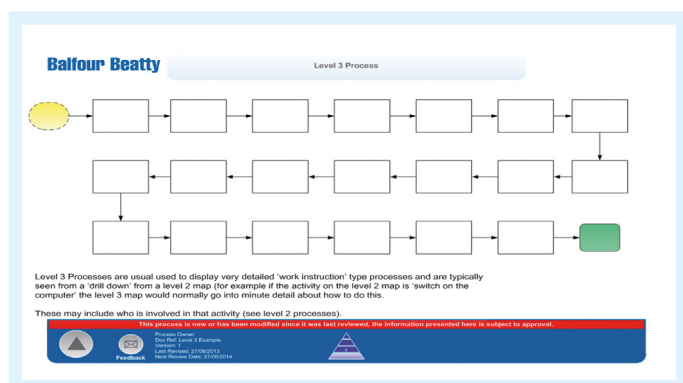 Balfour Beatty
Level 3 Process
Level 3 Processes are usual used to display very detailed 'work instruction' type processes and are typically
seen from a 'drill down' from a level 2 map (for example if the activity on the level 2 map is 'switch on the
computer' the level 3 map would normally go into minute detail about how to do this.
These may include who is involved in that activity (see level 2 processes).
This process is new or has been modified since it was last reviewed, the information presented here is subject to approval.
Process Owner:
Doc Ref: Level 3 Example
Version: 1
Last Revised: 27/08/2013
Next Review Date: 27/08/2014
Feedback